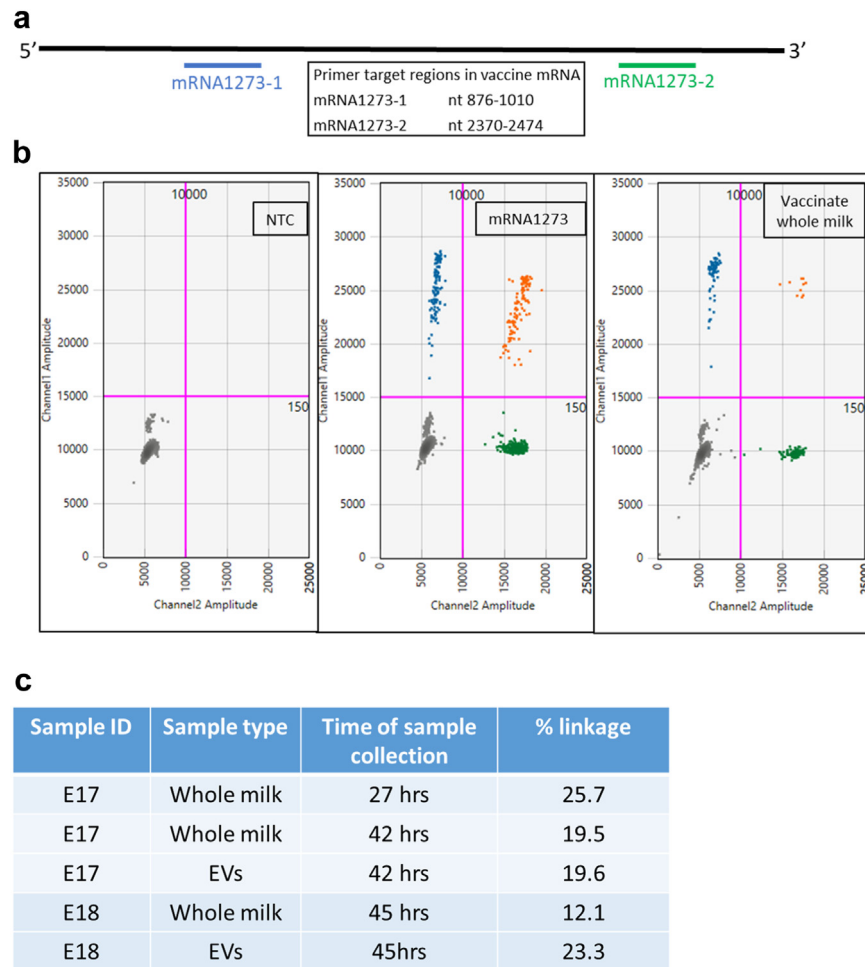 a
5’ 3’
mRNA1273-1
Primer target regions in vaccine mRNA
mRNA1273-1 nt 876-1010
mRNA1273-2 nt 2370-2474
mRNA1273-2
b
35000
30000
25000
20000
15000
10000
5000
0
Channel1 Amplitude
10000
NTC
150
0
5000
10000
15000
20000
25000
Channel2 Amplitude
35000
30000
25000
20000
15000
10000
5000
0
Channel1 Amplitude
10000
mRNA1273
150
0
5000
10000
15000
20000
25000
Channel2 Amplitude
35000
30000
25000
20000
15000
10000
5000
0
Channel1 Amplitude
10000
Vaccinate
whole milk
150
0
5000
10000
15000
20000
25000
Channel2 Amplitude
c
Sample ID Sample type Time of sample collection % linkage
E17 Whole milk 27 hrs 25.7
E17 Whole milk 42 hrs 19.5
E17 EVs 42 hrs 19.6
E18 Whole milk 45 hrs 12.1
E18 EVs 45hrs 23.3